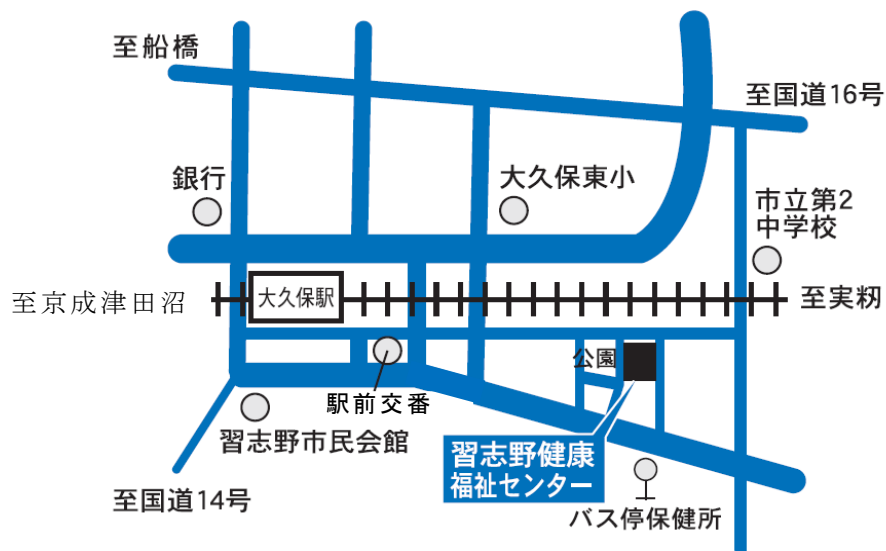 至船橋
至国道16号
銀行
大久保東小
市立第2
中学校
至京成津田沼
大久保駅
至実籾
公園
駅前交番
習志野市民会館
習志野健康
福祉センター
至国道14号
バス停保健所